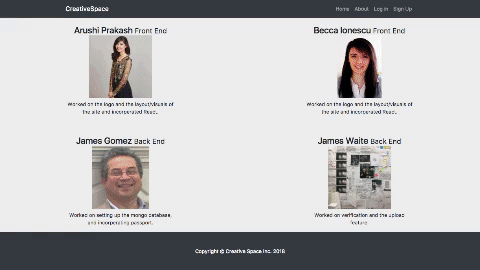 CreativeSpace
Home About Log in Sign Up
Arushi Prakash Front End
Worked on the logo and the layout/visuals of
the site and incorporated React.
Becca Ionescu Front End
Worked on the logo and the layout/visuals of
the site and incorporated React.
James Gomez Back End
Worked on setting up the mongo database,
and incorperating passport.
James Waite Back End
Worked on verification and the upload
feature.
Copyright © Creative Space Inc. 2018